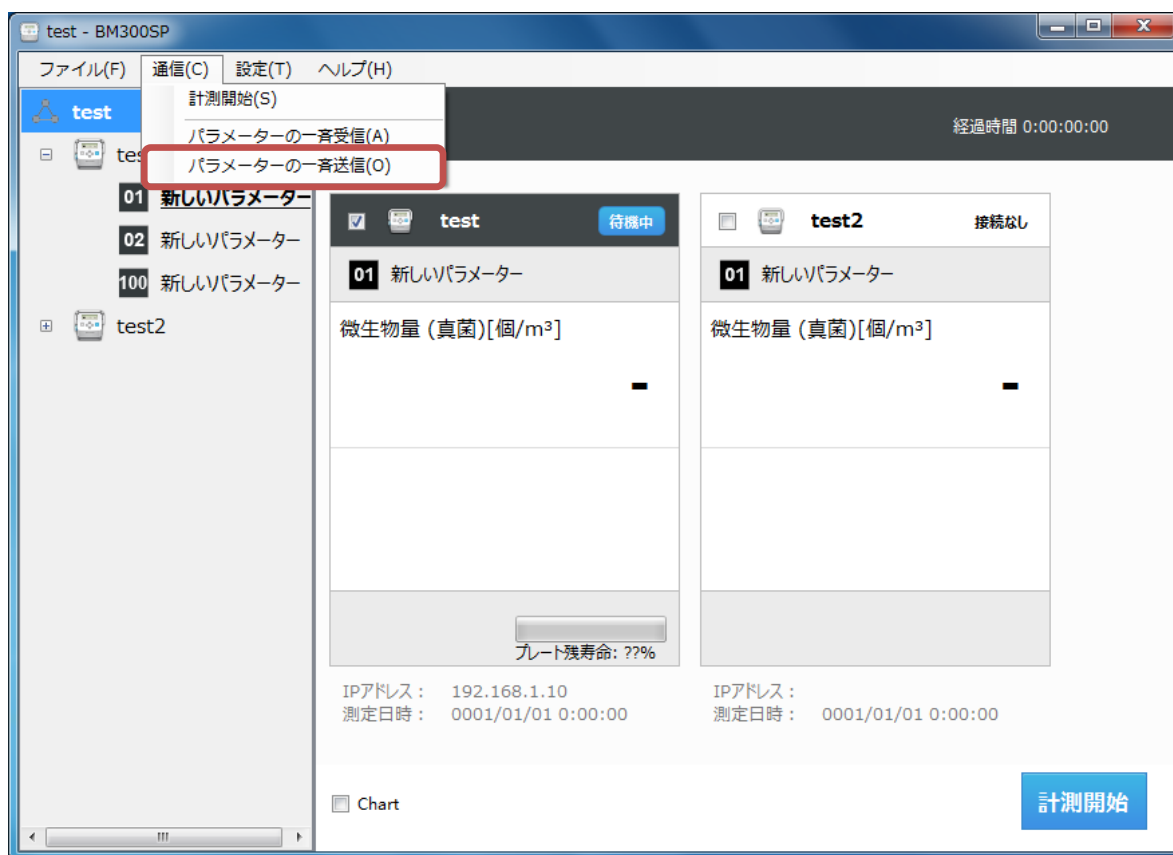 test - BM300SP
ファイル(F) 通信(C) 設定(T) ヘルプ(H)
計測開始(S)
パラメーターの一斉受信(A)
パラメーターの一斉送信(O)
test
経過時間 0:00:00:00
tes
01 新しいパラメーター
02 新しいパラメーター
100 新しいパラメーター
test2
test 待機中
01 新しいパラメーター
微生物量 (真菌)[個/m³]
-
プレート残寿命: ??%
IPアドレス : 192.168.1.10
測定日時 : 0001/01/01 0:00:00
test2 接続なし
01 新しいパラメーター
微生物量 (真菌)[個/m³]
-
IPアドレス :
測定日時 : 0001/01/01 0:00:00
Chart
計測開始